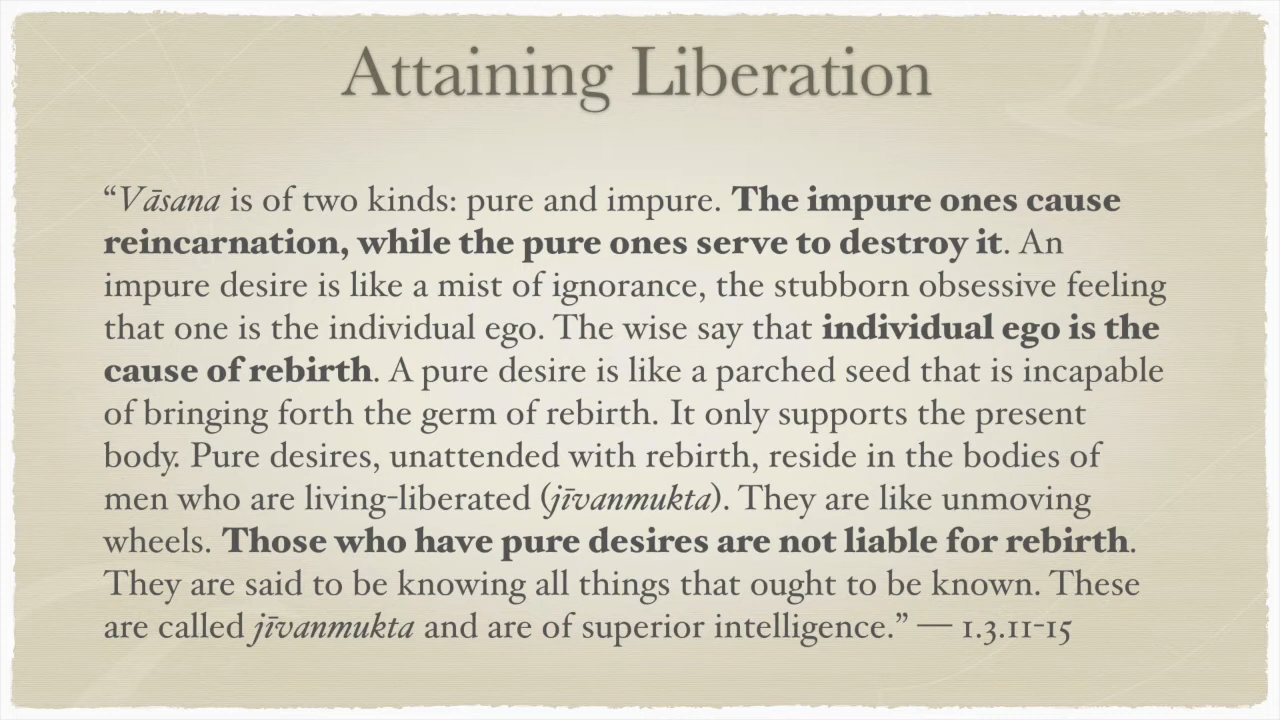 Attaining Liberation
“Vāsana is of two kinds: pure and impure. The impure ones cause
reincarnation, while the pure ones serve to destroy it. An
impure desire is like a mist of ignorance, the stubborn obsessive feeling
that one is the individual ego. The wise say that individual ego is the
cause of rebirth. A pure desire is like a parched seed that is incapable
of bringing forth the germ of rebirth. It only supports the present
body. Pure desires, unattended with rebirth, reside in the bodies of
men who are living-liberated (jīvanmukta). They are like unmoving
wheels. Those who have pure desires are not liable for rebirth.
They are said to be knowing all things that ought to be known. These
are called jīvanmukta and are of superior intelligence.” — 1.3.11-15